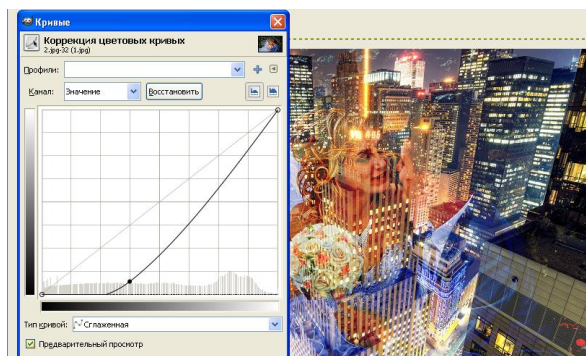 Кривые
Коррекция цветовых кривых
2.jpg-32 (1.jpg)
Профили:
Канал: Значение Восстановить
Тип кривой: Сглаженная
Предварительный просмотр